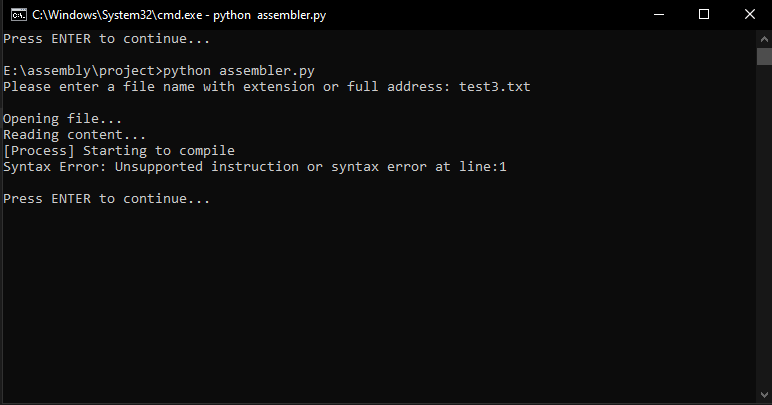 C:\Windows\System32\cmd.exe - python  assembler.py
Press ENTER to continue...
E:\assembly\project>python assembler.py
Please enter a file name with extension or full address: test3.txt
Opening file...
Reading content...
[Process] Starting to compile
Syntax Error: Unsupported instruction or syntax error at line:1
Press ENTER to continue...